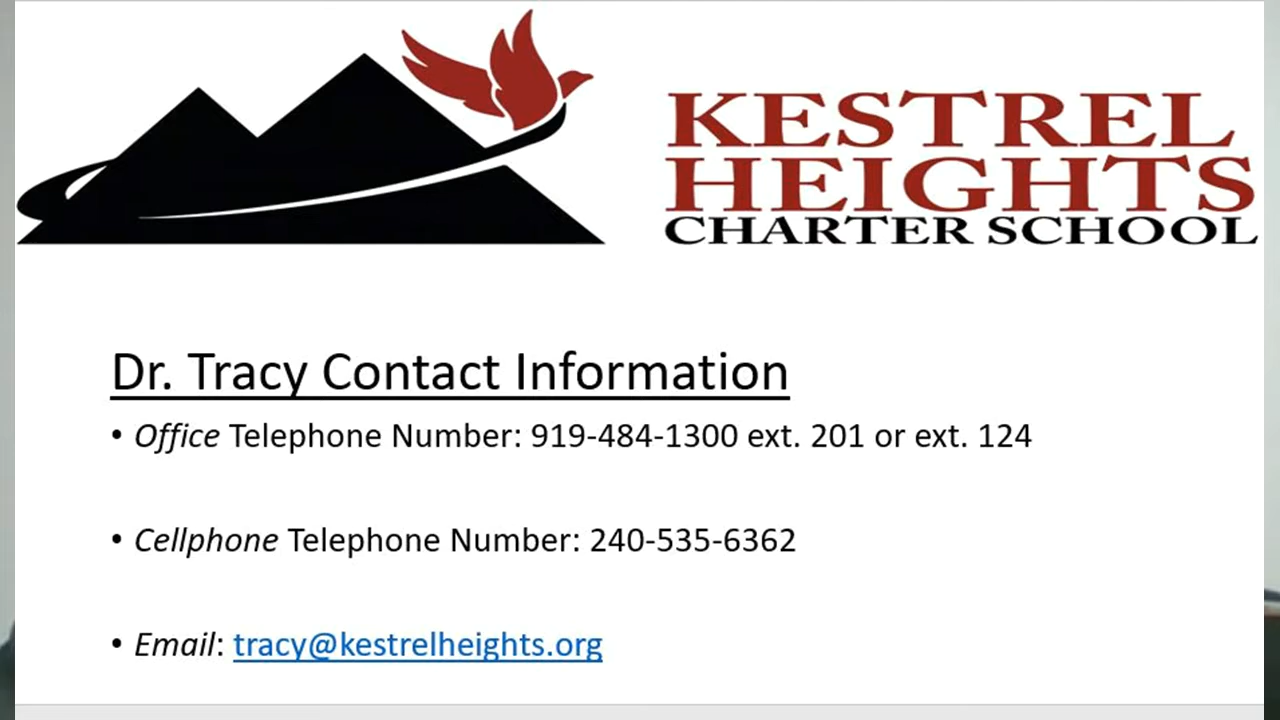 KESTREL
HEIGHTS
CHARTER SCHOOL
Dr. Tracy Contact Information
• Office Telephone Number: 919-484-1300 ext. 201 or ext. 124
• Cellphone Telephone Number: 240-535-6362
• Email: tracy@kestrelheights.org